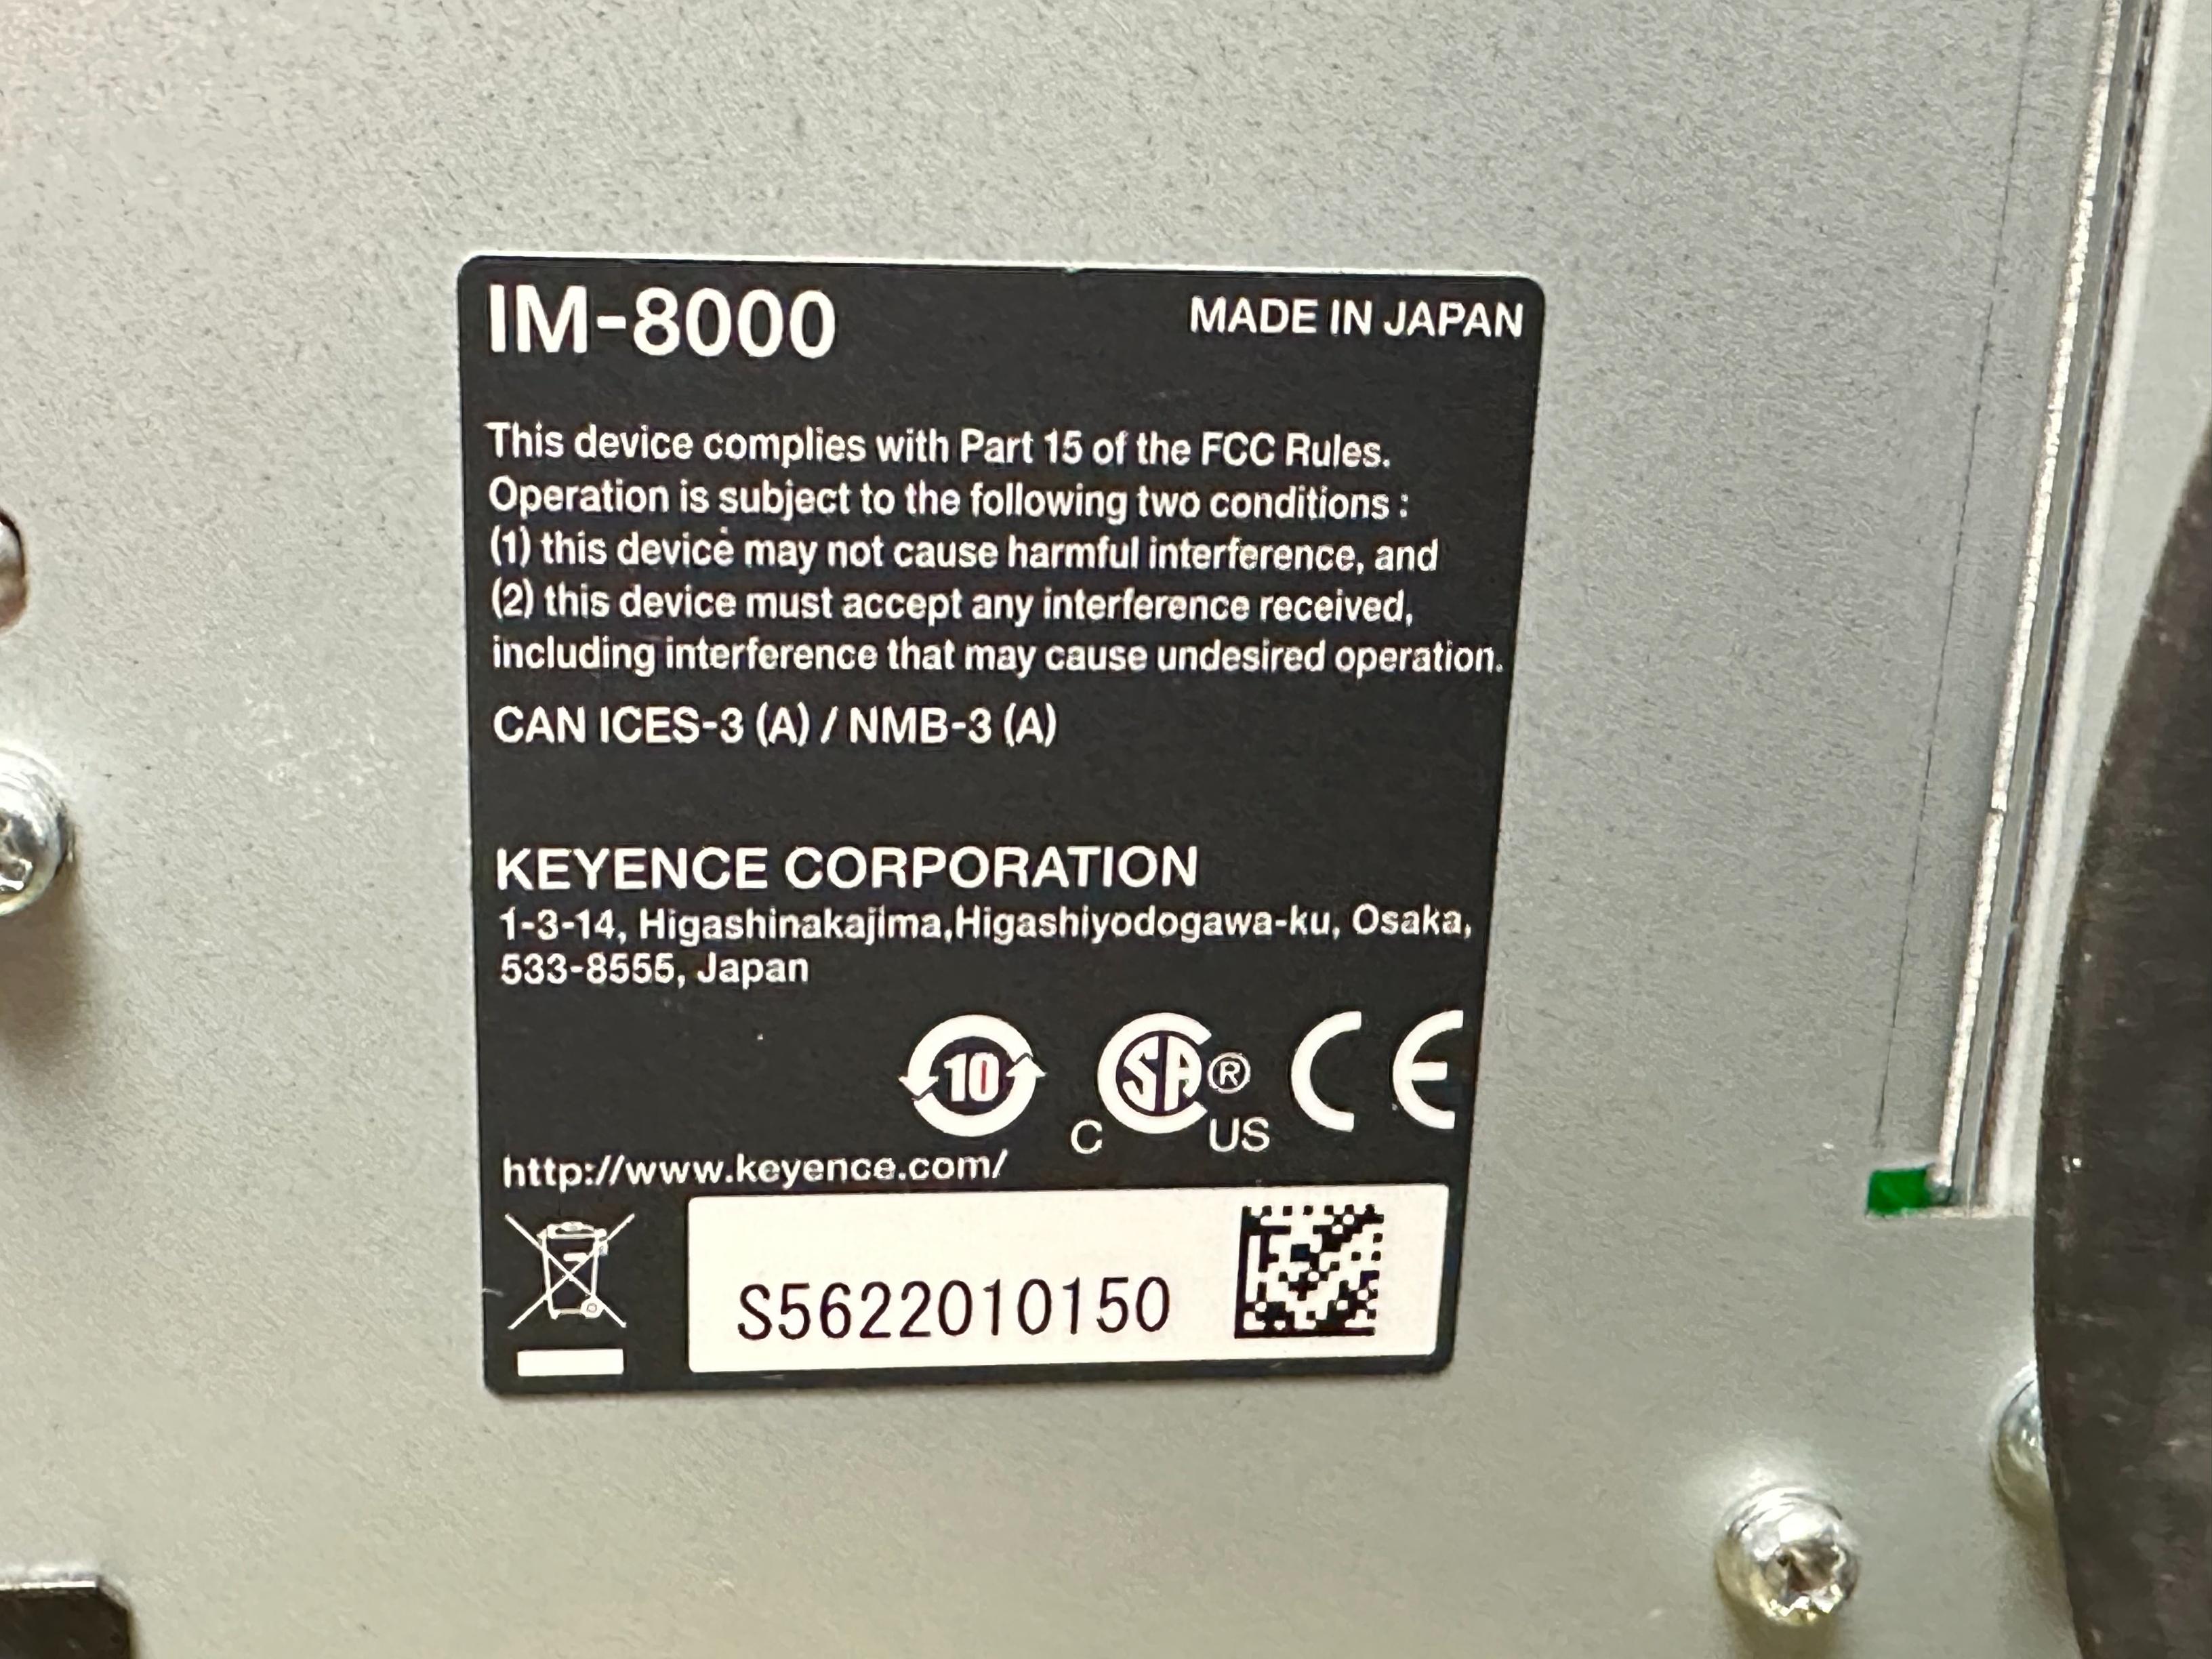 IM-8000
MADE IN JAPAN
This device complies with Part 15 of the FCC Rules.
Operation is subject to the following two conditions :
(1) this device may not cause harmful interference, and
(2) this device must accept any interference received,
including interference that may cause undesired operation.
CAN ICES-3 (A) / NMB-3 (A)
KEYENCE CORPORATION
1-3-14, Higashinakajima,Higashiyodogawa-ku, Osaka,
533-8555, Japan
10
C SA ® US CE
http://www.keyence.com/
S5622010150